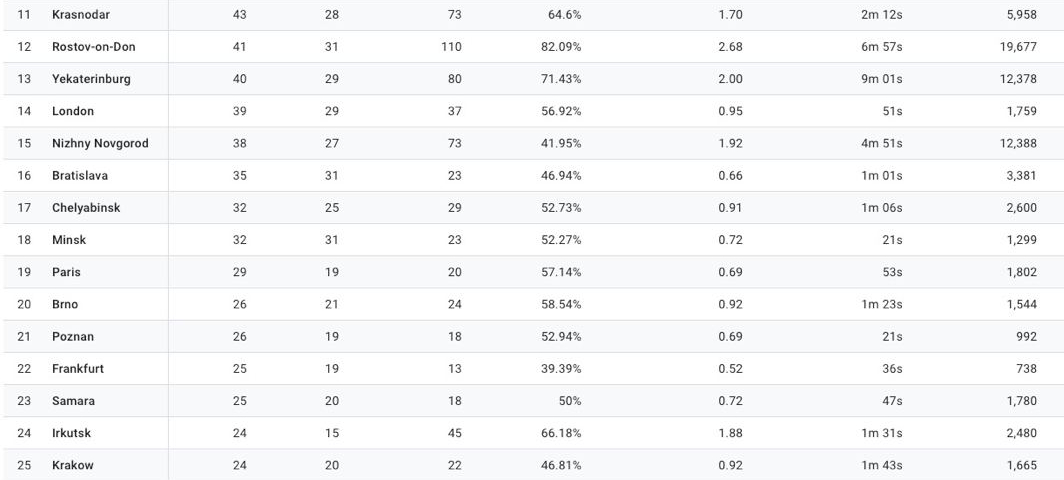 11 Krasnodar 43 28 73 64.6% 1.70 2m 12s 5,958
12 Rostov-on-Don 41 31 110 82.09% 2.68 6m 57s 19,677
13 Yekaterinburg 40 29 80 71.43% 2.00 9m 01s 12,378
14 London 39 29 37 56.92% 0.95 51s 1,759
15 Nizhny Novgorod 38 27 73 41.95% 1.92 4m 51s 12,388
16 Bratislava 35 31 23 46.94% 0.66 1m 01s 3,381
17 Chelyabinsk 32 25 29 52.73% 0.91 1m 06s 2,600
18 Minsk 32 31 23 52.27% 0.72 21s 1,299
19 Paris 29 19 20 57.14% 0.69 53s 1,802
20 Brno 26 21 24 58.54% 0.92 1m 23s 1,544
21 Poznan 26 19 18 52.94% 0.69 21s 992
22 Frankfurt 25 19 13 39.39% 0.52 36s 738
23 Samara 25 20 18 50% 0.72 47s 1,780
24 Irkutsk 24 15 45 66.18% 1.88 1m 31s 2,480
25 Krakow 24 20 22 46.81% 0.92 1m 43s 1,665